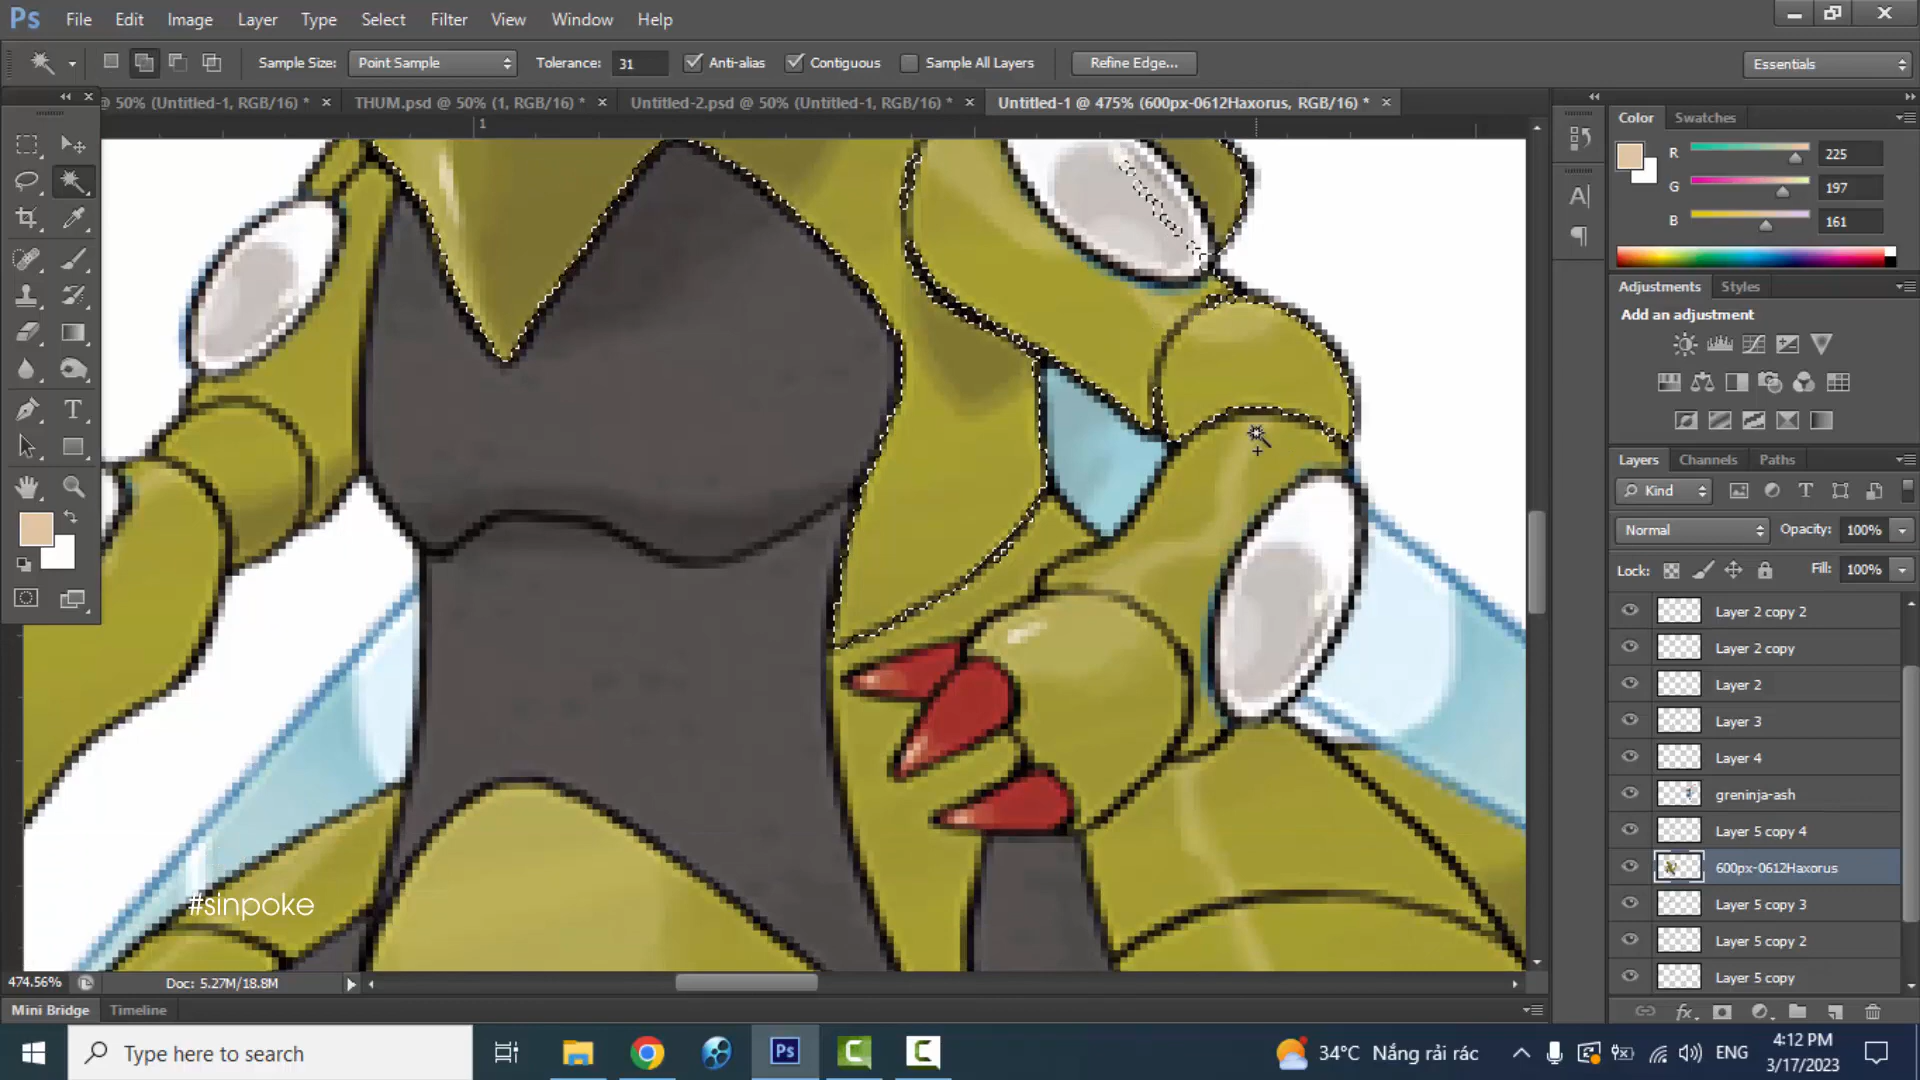 Ps File Edit Image Layer Type Select Filter View Window Help
Sample Size: Point Sample Tolerance: 31 Anti-alias Contiguous Sample All Layers Refine Edge... Essentials
@ 50% (Untitled-1, RGB/16) * × THUM.psd @ 50% (1, RGB/16) * × Untitled-2.psd @ 50% (Untitled-1, RGB/16) * × Untitled-1 @ 475% (600px-0612Haxorus, RGB/16) * ×
1
Color Swatches
R 225
G 197
B 161
Adjustments Styles
Add an adjustment
Layers Channels Paths
Kind
Normal Opacity: 100%
Lock: Fill: 100%
Layer 2 copy 2
Layer 2 copy
Layer 2
Layer 3
Layer 4
greninja-ash
Layer 5 copy 4
600px-0612Haxorus
Layer 5 copy 3
Layer 5 copy 2
Layer 5 copy
#sinpoke
474.56% Doc: 5.27M/18.8M
Mini Bridge Timeline
Type here to search
34°C Nắng rải rác ENG
4:12 PM
3/17/2023